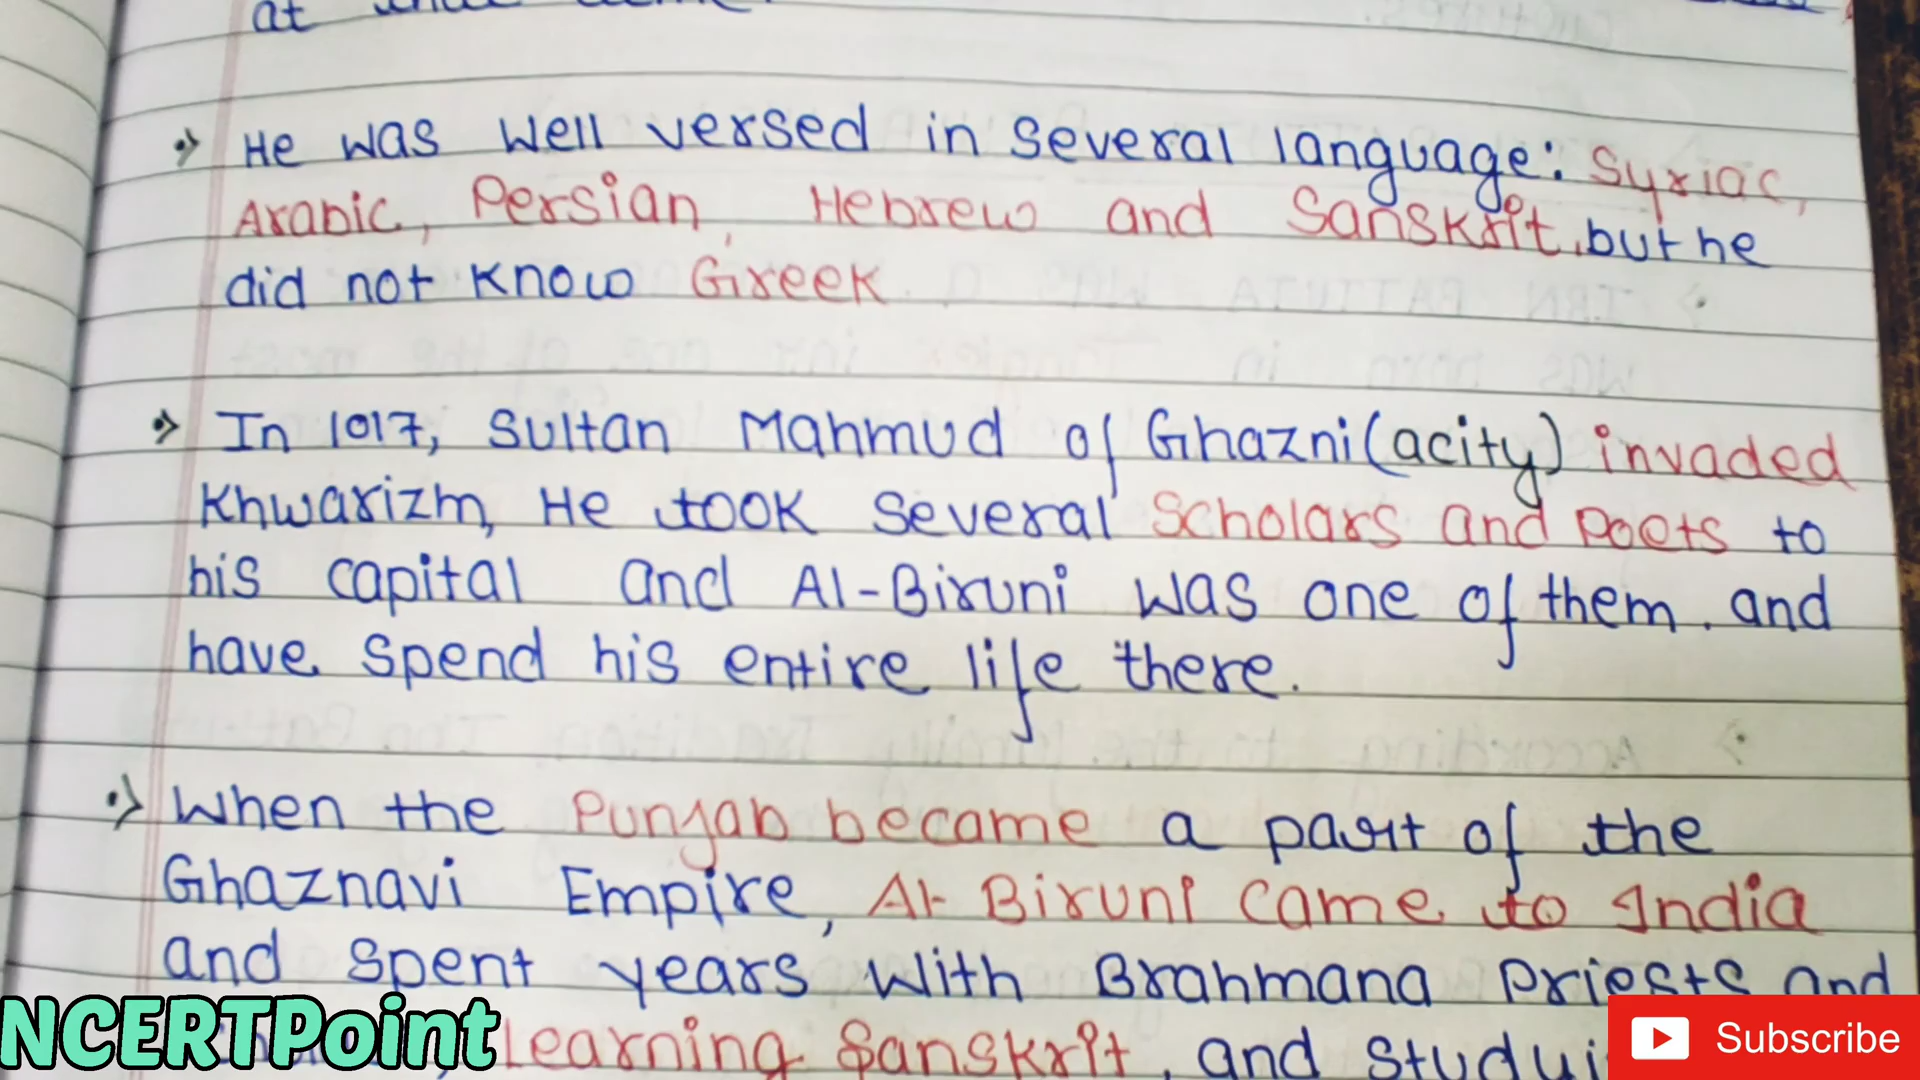 at
He was well versed in several language: Syriac,
Arabic, Persian, Hebrew and Sanskrit, but he
did not know Greek.
In 1017, Sultan Mahmud of Ghazni (acity) invaded
Khwarizm, He took several Scholars and Poets to
his capital and Al-Biruni was one of them. and
have spend his entire life there.
When the Punjab became a part of the
Ghaznavi Empire, Al-Biruni came to India
and spent years with Brahmana priests and
Learning Sanskrit, and
NCERTPoint
Subscribe